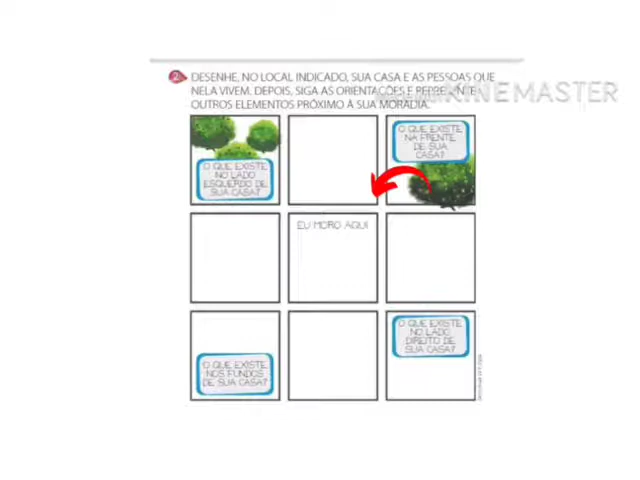 2
DESENHE, NO LOCAL INDICADO, SUA CASA E AS PESSOAS QUE
NELA VIVEM. DEPOIS, SIGA AS ORIENTAÇÕES E REPRESENTE
OUTROS ELEMENTOS PRÓXIMO À SUA MORADIA.
KINEMASTER
O QUE EXISTE
NO LADO
ESQUERDO DE
SUA CASA?
O QUE EXISTE
NA FRENTE
DE SUA
CASA?
EU MORO AQUI
O QUE EXISTE
NOS FUNDOS
DE SUA CASA?
O QUE EXISTE
NO LADO
DIREITO DE
SUA CASA?